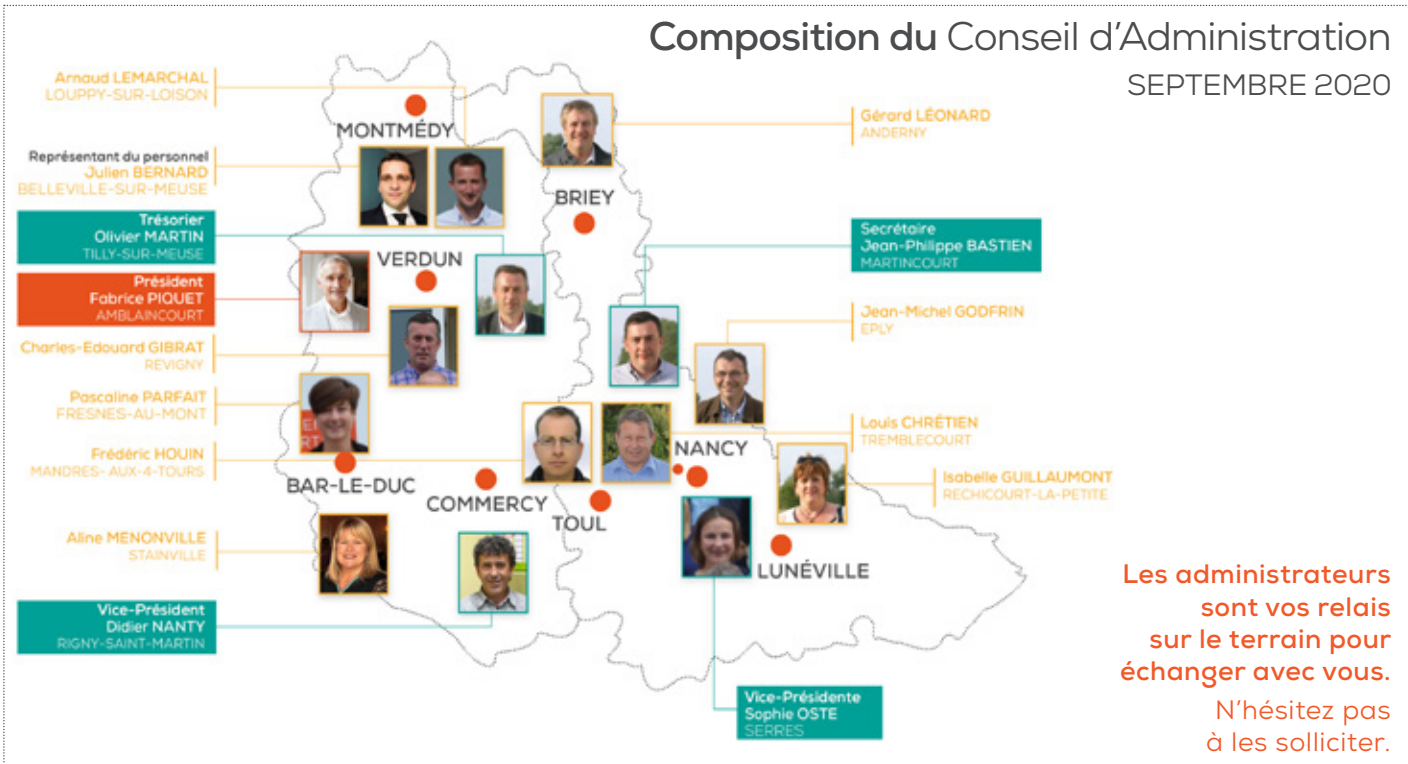 Composition du Conseil d'Administration
SEPTEMBRE 2020
Arnaud LEMARCHAL
LOUPPY-SUR-LOISON
Représentant du personnel
Julien BERNARD
BELLEVILLE-SUR-MEUSE
Trésorier
Olivier MARTIN
TILLY-SUR-MEUSE
Président
Fabrice PIQUET
AMBLAINCOURT
Charles-Edouard GIBRAT
REVIGNY
Pascaline PARFAIT
FRESNES-AU-MONT
Frédéric HOUIN
MANDRES- AUX-4-TOURS
Aline MENONVILLE
STAINVILLE
Vice-Président
Didier NANTY
RIGNY-SAINT-MARTIN
MONTMÉDY
BRIEY
VERDUN
BAR-LE-DUC
COMMERCY
TOUL
NANCY
LUNÉVILLE
Gérard LÉONARD
ANDERNY
Secrétaire
Jean-Philippe BASTIEN
MARTINCOURT
Jean-Michel GODFRIN
EPLY
Louis CHRÉTIEN
TREMBLECOURT
Isabelle GUILLAUMONT
RECHICOURT-LA-PETITE
Vice-Présidente
Sophie OSTE
SERRES
Les administrateurs
sont vos relais
sur le terrain pour
échanger avec vous.
N'hésitez pas
à les solliciter.